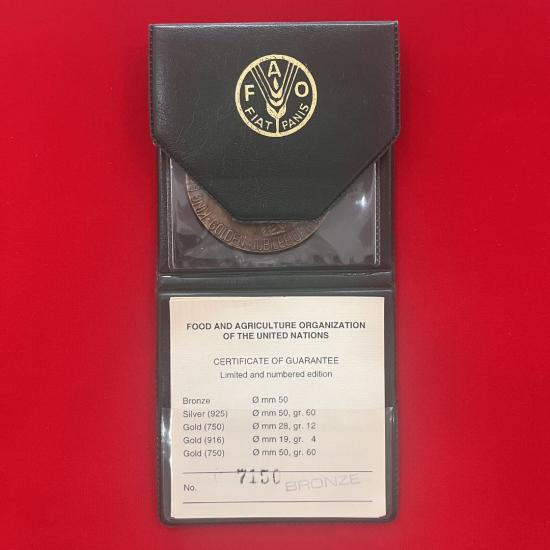 F A O
FIAT PANIS
KING · GOLDEN · JUBILEE
FOOD AND AGRICULTURE ORGANIZATION
OF THE UNITED NATIONS
CERTIFICATE OF GUARANTEE
Limited and numbered edition
Bronze Ø mm 50
Silver (925) Ø mm 50, gr. 60
Gold (750) Ø mm 28, gr. 12
Gold (916) Ø mm 19, gr. 4
Gold (750) Ø mm 50, gr. 60
No. 7150 BRONZE